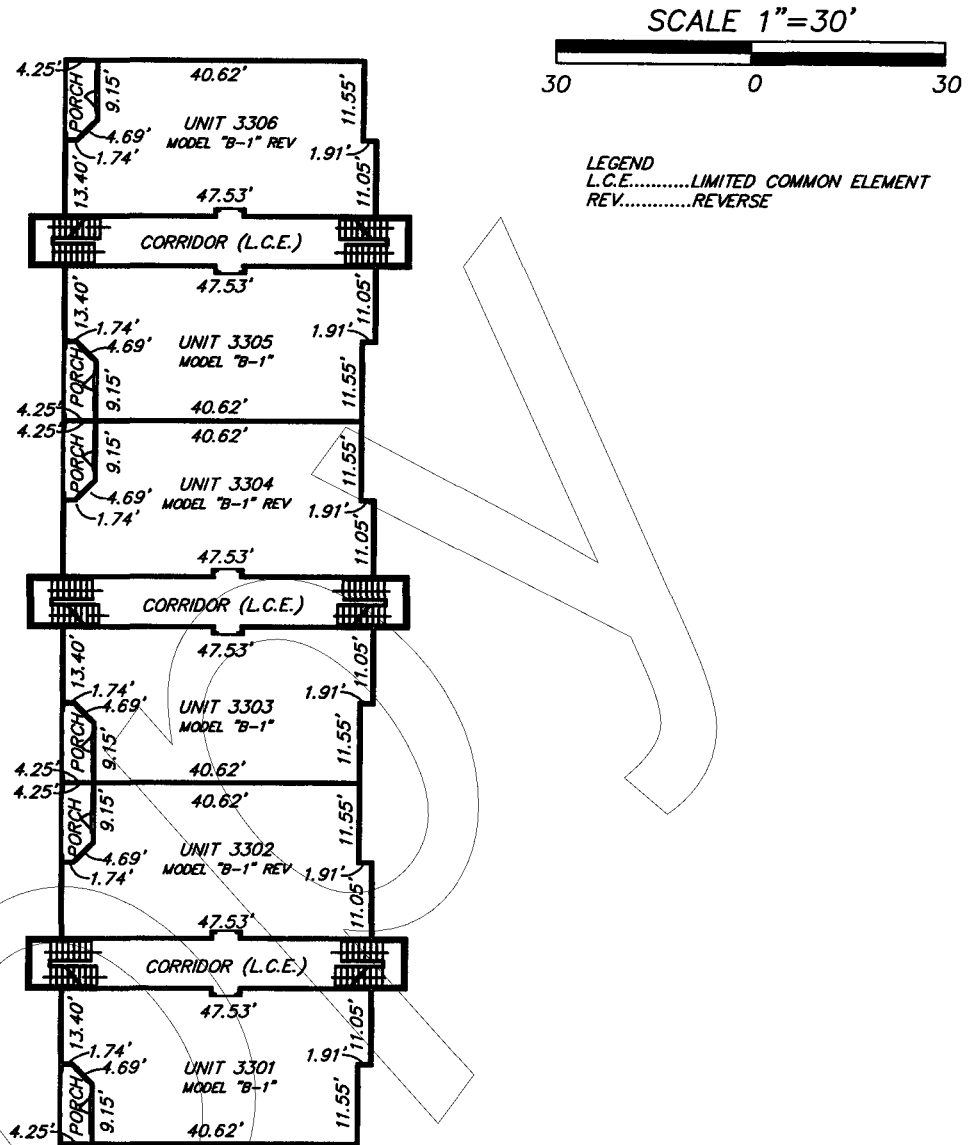 SCALE 1"=30'
30 0 30
LEGEND
L.C.E...........LIMITED COMMON ELEMENT
REV.............REVERSE
4.25' 40.62'
PORCH 9.15' 11.55'
UNIT 3306
MODEL "B-1" REV
4.69' 1.91'
1.74'
13.40' 47.53' 11.05'
CORRIDOR (L.C.E.)
47.53'
13.40' 11.05'
1.74' 1.91'
4.69' UNIT 3305
MODEL "B-1"
PORCH 9.15' 11.55'
4.25' 40.62'
4.25' 40.62'
PORCH 9.15' 11.55'
UNIT 3304
MODEL "B-1" REV
4.69' 1.91'
1.74'
11.05'
47.53'
CORRIDOR (L.C.E.)
47.53'
13.40' 11.05'
1.74' 1.91'
4.69' UNIT 3303
MODEL "B-1"
PORCH 9.15' 11.55'
4.25' 40.62'
4.25' 40.62'
PORCH 9.15' 11.55'
UNIT 3302
MODEL "B-1" REV
4.69' 1.91'
1.74'
11.05'
47.53'
CORRIDOR (L.C.E.)
47.53'
13.40' 11.05'
1.74' 1.91'
4.69' UNIT 3301
MODEL "B-1"
PORCH 9.15' 11.55'
4.25' 40.62'